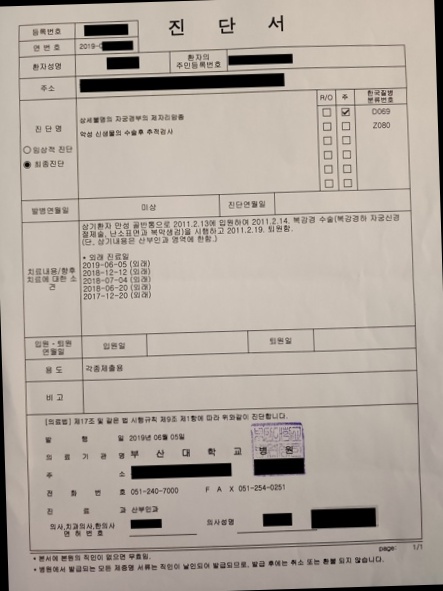 진 단 서
등록번호
연 번 호 2019-0
환자성명
환자의
주민등록번호
주소
진 단 명
○임상적 진단
◉ 최종진단
상세불명의 자궁경부의 제자리암종
악성 신생물의 수술후 추적검사
R/O 주 한국질병
분류번호
D069
Z080
발병연월일 미상 진단연월일
치료내용/향후
치료에 대한 소
견
상기환자 만성 골반통으로 2011.2.13에 입원하여 2011.2.14. 복강경 수술(복강경하 자궁신경
절제술, 난소표면과 복막생검)을 시행하고 2011.2.19. 퇴원함.
(단, 상기내용은 산부인과 영역에 한함.)
* 외래 진료일
2019-06-05 (외래)
2018-12-12 (외래)
2018-07-04 (외래)
2018-06-20 (외래)
2017-12-20 (외래)
입원 - 퇴원
연월일
입원일 퇴원일
용 도 각종제출용
비 고
[의료법] 제17조 및 같은 법 시행규칙 제9조 제1항에 따라 위와같이 진단합니다.
발 행 일 2019년 06월 05일
의 료 기 관 명 부 산 대 학 교 병 원
주 소
전 화 번 호 051-240-7000 F A X 051-254-0251
진 료 과 산부인과
의사,치과의사,한의사
면 허 번 호
의사성명
page: 1/1
* 본서에 본원의 직인이 없으면 무효임.
* 병원에서 발급되는 모든 제증명 서류는 직인이 날인되어 발급되므로, 발급 후에는 취소 또는 환불 되지 않습니다.